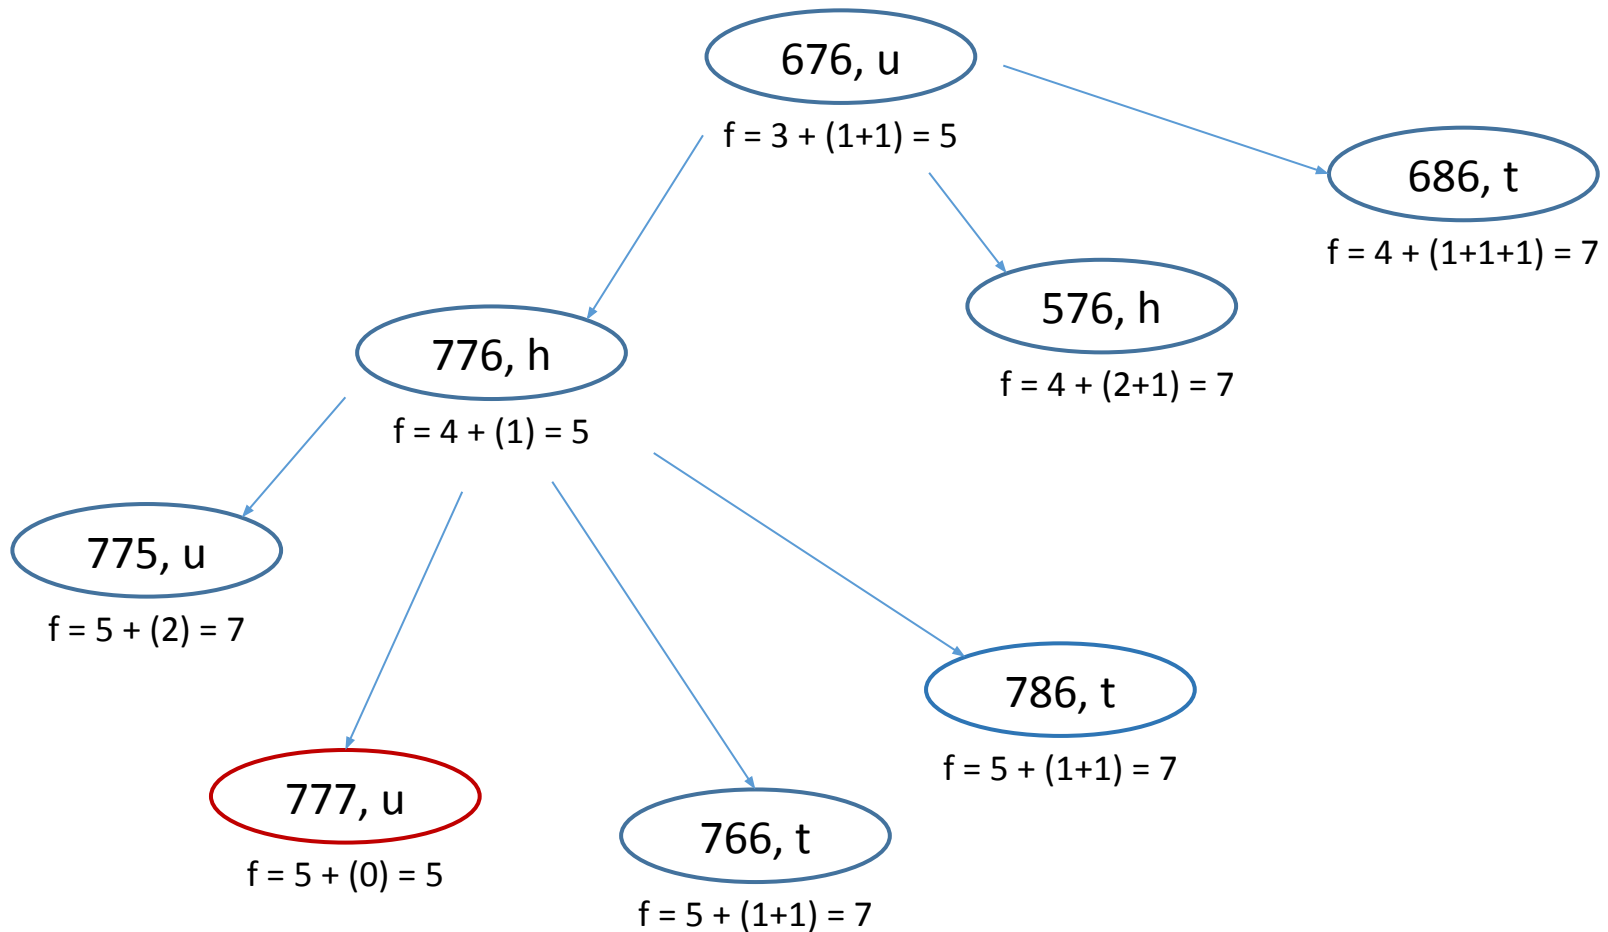 676, u
f = 3 + (1+1) = 5
686, t
f = 4 + (1+1+1) = 7
576, h
f = 4 + (2+1) = 7
776, h
f = 4 + (1) = 5
775, u
f = 5 + (2) = 7
786, t
f = 5 + (1+1) = 7
777, u
f = 5 + (0) = 5
766, t
f = 5 + (1+1) = 7